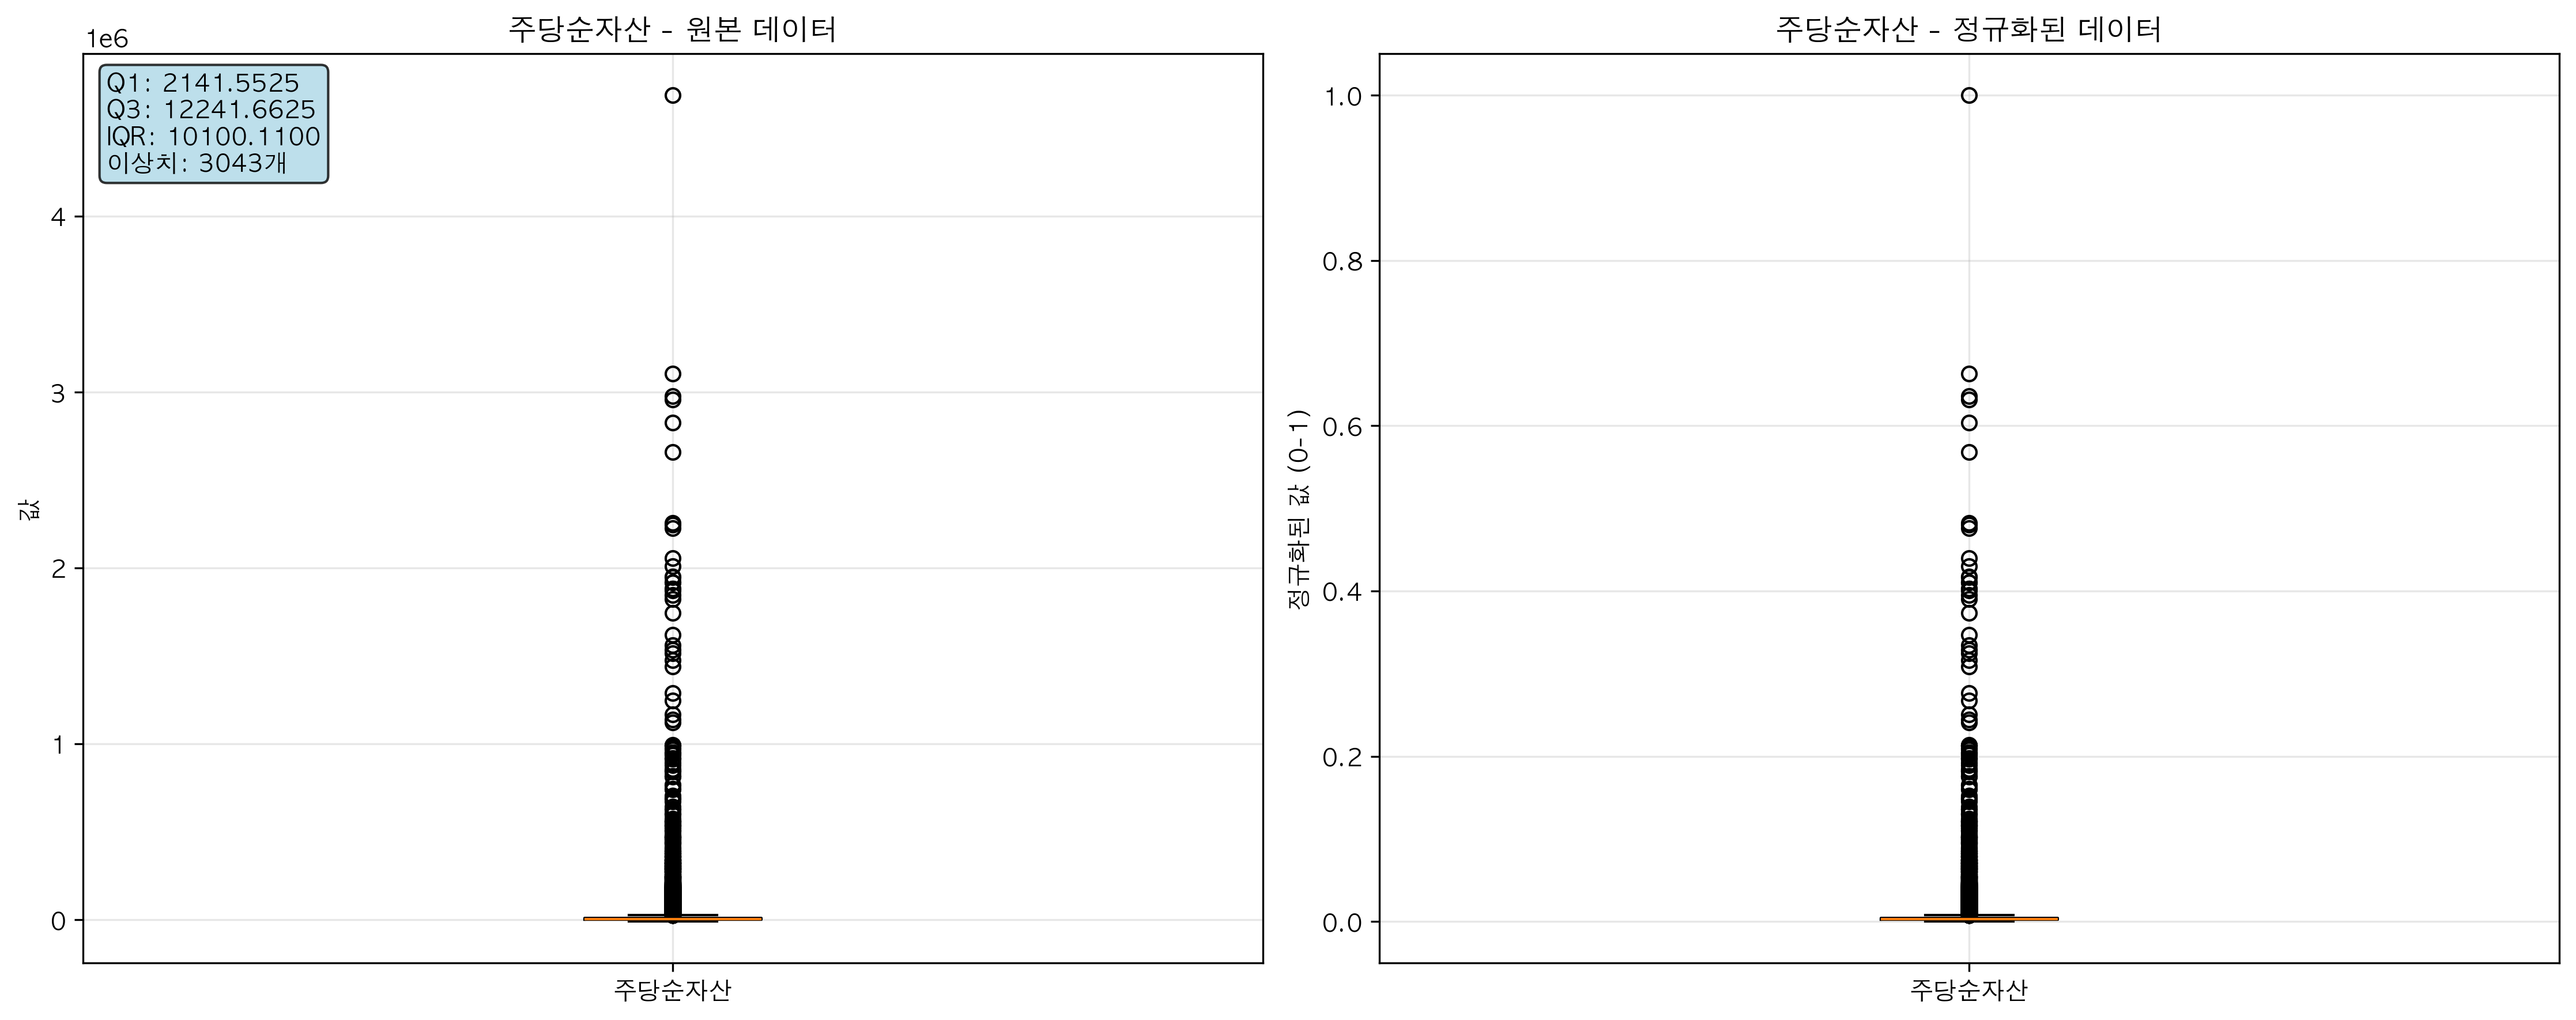 주당순자산 - 원본 데이터
1e6
Q1: 2141.5525
Q3: 12241.6625
IQR: 10100.1100
이상치: 3043개
4
3
2
1
0
값
주당순자산
주당순자산 - 정규화된 데이터
1.0
0.8
0.6
0.4
0.2
0.0
정규화된 값 (0-1)
주당순자산